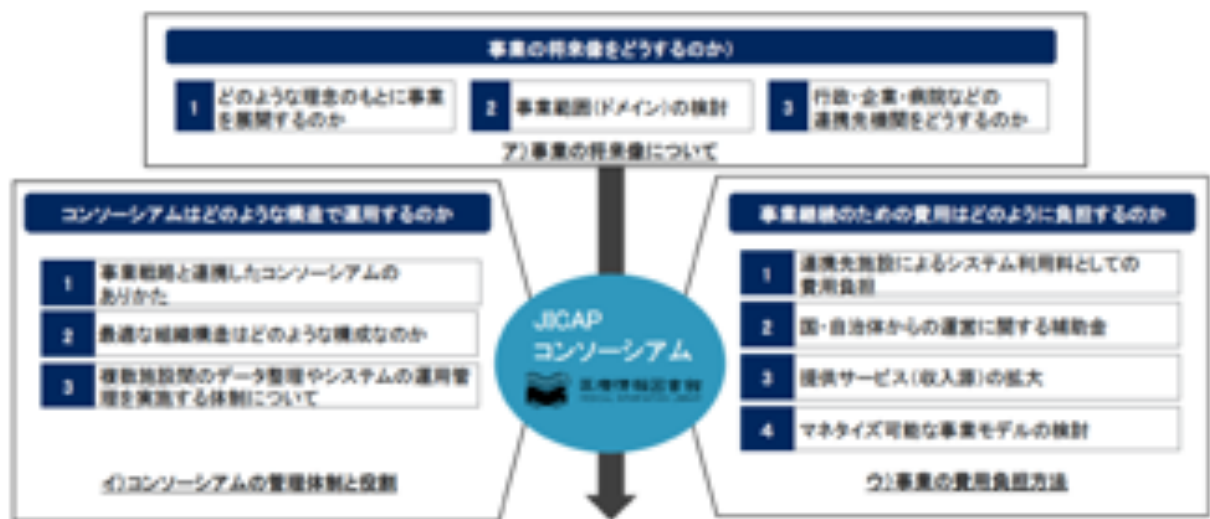 事業の将来像をどうするのか）
1
どのような理念のもとに事業
を展開するのか
2
事業範囲(ドメイン)の検討
3
行政・企業・病院などの
連携先機関をどうするのか
ア)事業の将来像について
コンソーシアムはどのような構造で運用するのか
1
事業戦略と連携したコンソーシアムの
ありかた
2
最適な組織構造はどのような構成なのか
3
複数施設間のデータ整理やシステムの運用管
理を実施する体制について
イ)コンソーシアムの管理体制と役割
JICAP
コンソーシアム
医療情報図書館
事業継続のための費用はどのように負担するのか
1
連携先施設によるシステム利用料としての
費用負担
2
国・自治体からの運営に関する補助金
3
提供サービス(収入源)の拡大
4
マネタイズ可能な事業モデルの検討
ウ)事業の費用負担方法